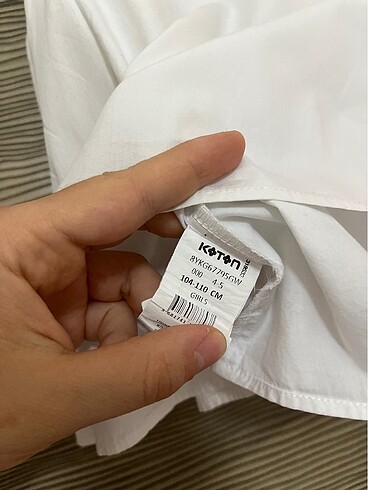 KOTON
8YKG67795GW
000 4-5
104-110 CM
GIRLS